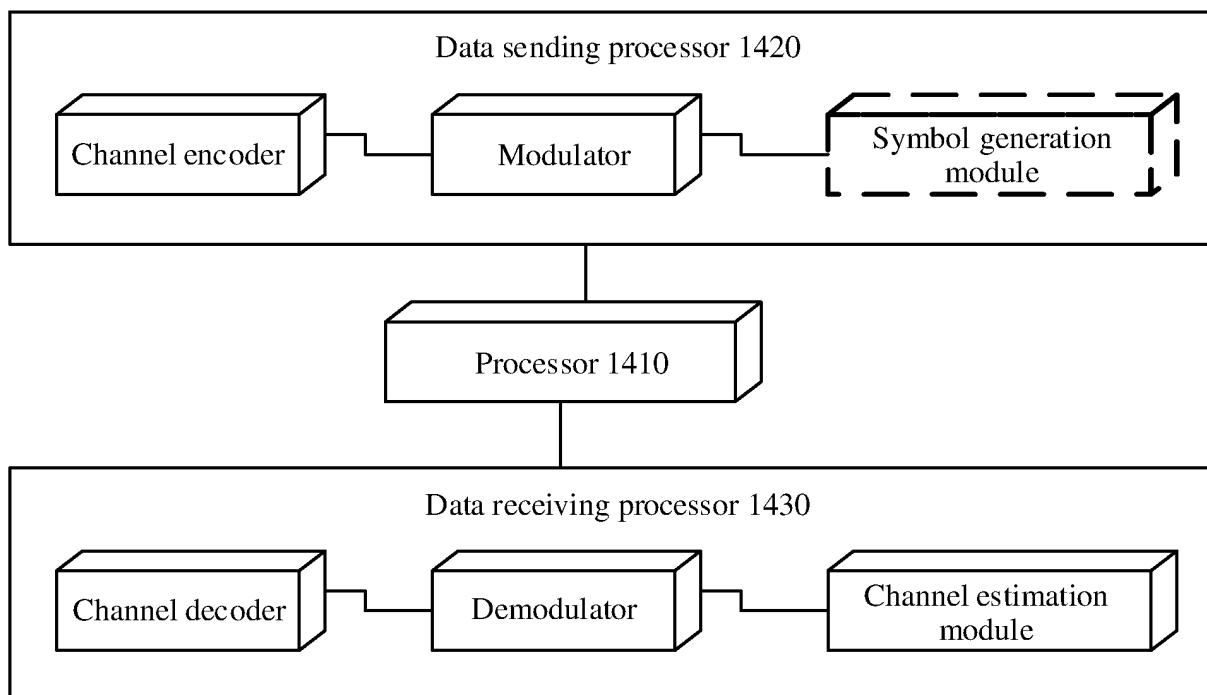 Data sending processor 1420
Channel encoder
Modulator
Symbol generation
module
Processor 1410
Data receiving processor 1430
Channel decoder
Demodulator
Channel estimation
module